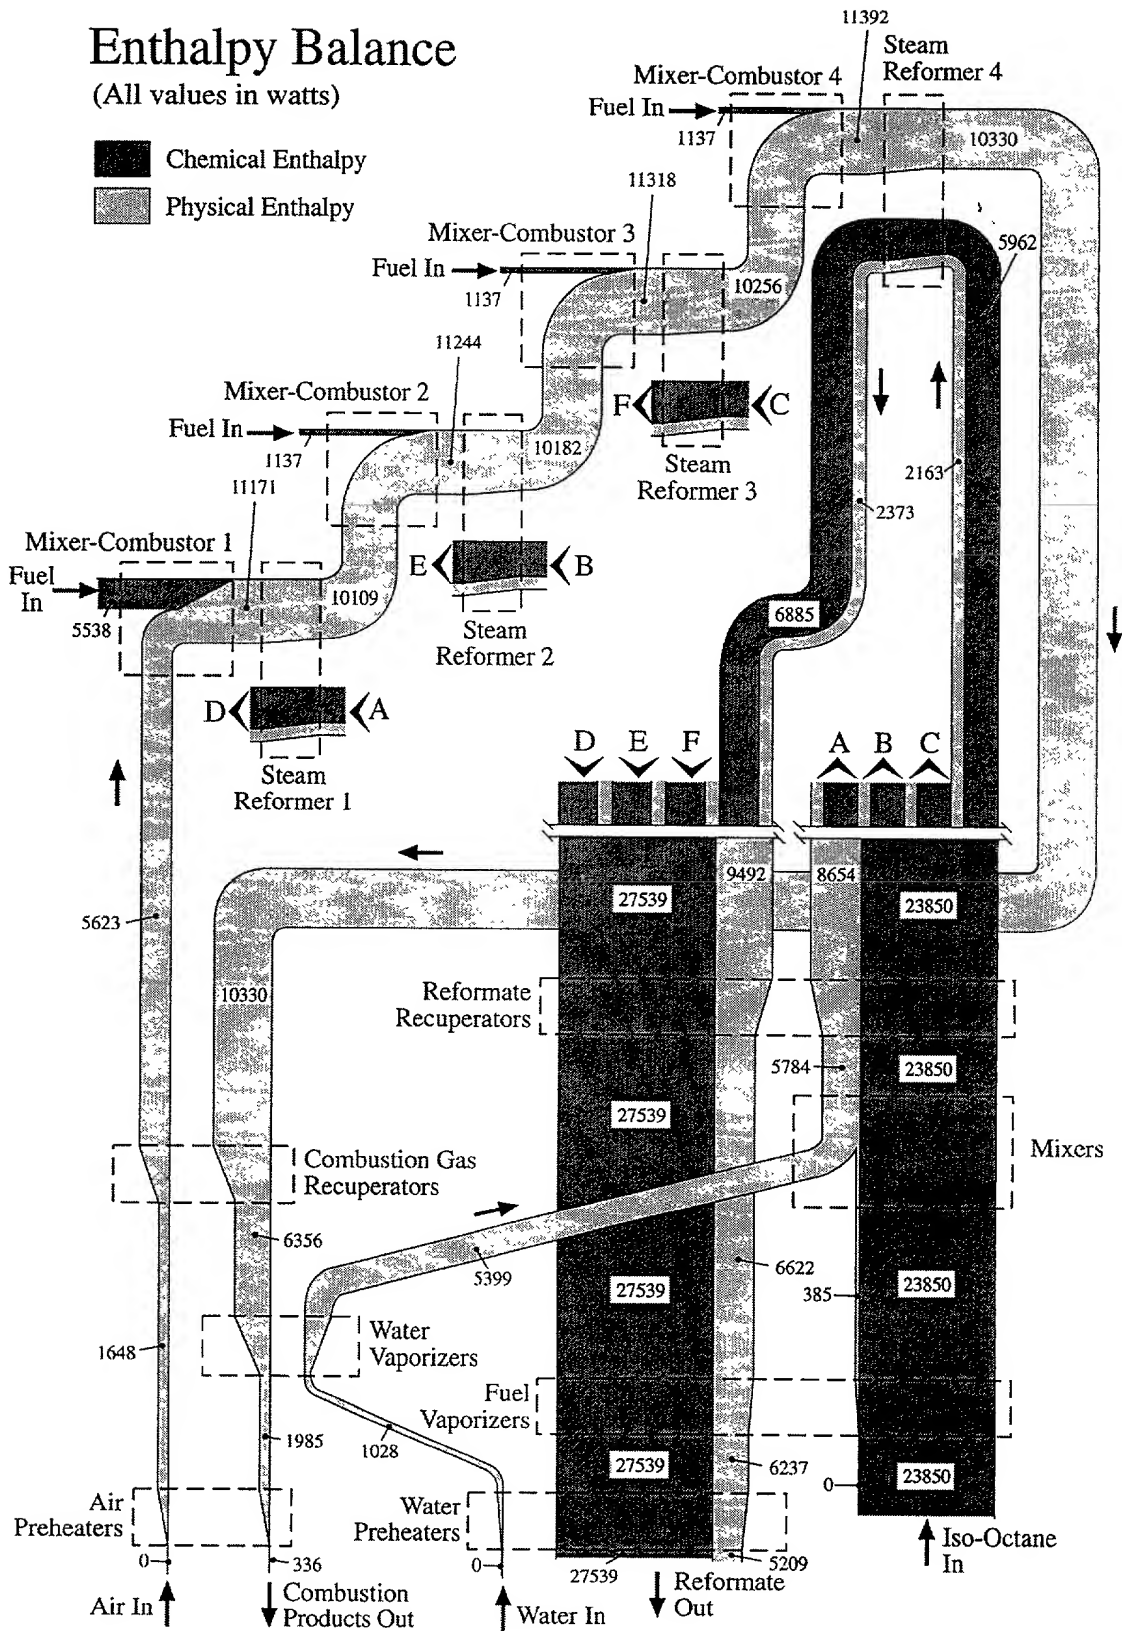 Enthalpy Balance
(All values in watts)
Chemical Enthalpy
Physical Enthalpy
11392
Steam
Reformer 4
Mixer-Combustor 4
Fuel In
1137
10330
11318
Mixer-Combustor 3
Fuel In
1137
10256
5962
11244
Mixer-Combustor 2
Fuel In
1137
10182
F
C
Steam
Reformer 3
2163
2373
11171
Mixer-Combustor 1
Fuel
In
5538
10109
E
B
Steam
Reformer 2
6885
D
A
Steam
Reformer 1
D
E
F
A
B
C
5623
27539
9492
8654
23850
10330
Reformate
Recuperators
5784
23850
27539
Mixers
Combustion Gas
Recuperators
6356
5399
6622
27539
385
23850
1648
Water
Vaporizers
Fuel
Vaporizers
1985
1028
27539
6237
0
23850
Air
Preheaters
Water
Preheaters
0
336
0
27539
5209
Iso-Octane
In
Air In
Combustion
Products Out
Water In
Reformate
Out